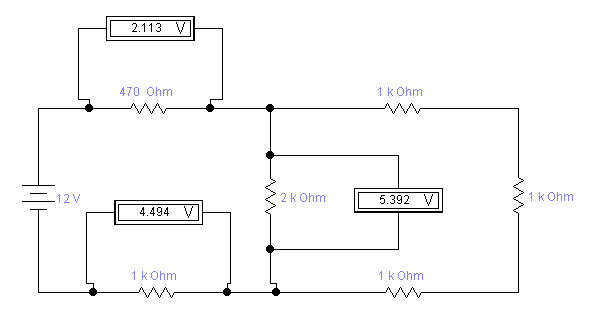 2.113 V
470 Ohm
1 k Ohm
12 V
4.494 V
2 k Ohm
5.392 V
1 k Ohm
1 k Ohm
1 k Ohm